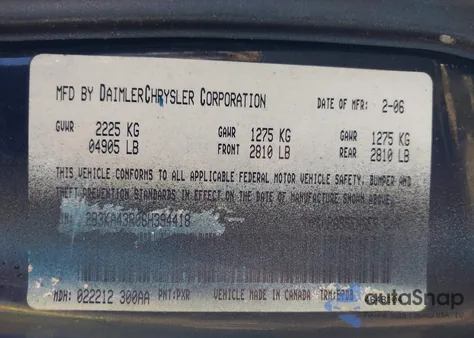 MFD BY DAIMLERCHRYSLER CORPORATION DATE OF MFR: 2-06
GVWR 2225 KG GAWR 1275 KG GAWR 1275 KG
04905 LB FRONT 2810 LB REAR 2810 LB
THIS VEHICLE CONFORMS TO ALL APPLICABLE FEDERAL MOTOR VEHICLE SAFETY, BUMPER AND
THEFT PREVENTION STANDARDS IN EFFECT ON THE DATE OF MANUFACTURE SHOWN ABOVE.
2B3KA43R06H394418
MDH: 022212 300AA PNT: PXR VEHICLE MADE IN CANADA TRM:
autoSnap